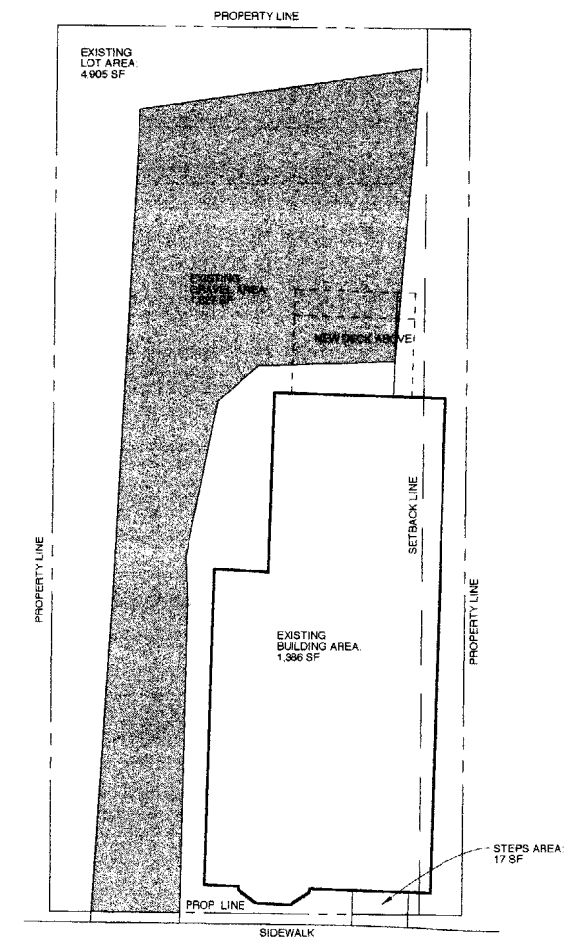 PROPERTY LINE
EXISTING
LOT AREA:
4,905 SF
EXISTING
GRAVEL AREA
SF
NEW DECK ABOVE
SETBACK LINE
PROPERTY LINE
PROPERTY LINE
EXISTING
BUILDING AREA:
1,386 SF
STEPS AREA:
17 SF
PROP LINE
SIDEWALK